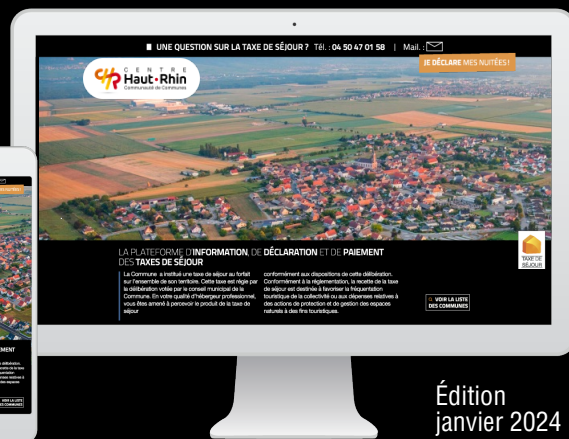 UNE QUESTION SUR LA TAXE DE SÉJOUR ? Tél. : 04 50 47 01 58 | Mail. :
JE DÉCLARE MES NUITÉES !
CENTRE
Haut•Rhin
Communauté de Communes
LA PLATEFORME D'INFORMATION, DE DÉCLARATION ET DE PAIEMENT
DES TAXES DE SÉJOUR
La Commune a institué une taxe de séjour au forfait
sur l'ensemble de son territoire. Cette taxe est régie par
la délibération votée par le conseil municipal de la
Commune. En votre qualité d'hébergeur professionnel,
vous êtes amené à percevoir le produit de la taxe de
séjour
conformément aux dispositions de cette délibération.
Conformément à la réglementation, la recette de la taxe
de séjour est destinée à favoriser la fréquentation
touristique de la collectivité ou aux dépenses relatives à
des actions de protection et de gestion des espaces
naturels à des fins touristiques.
TAXE DE
SÉJOUR
VOIR LA LISTE
DES COMMUNES
EMENT
VOIR LA LISTE
DES COMMUNES
Édition
janvier 2024